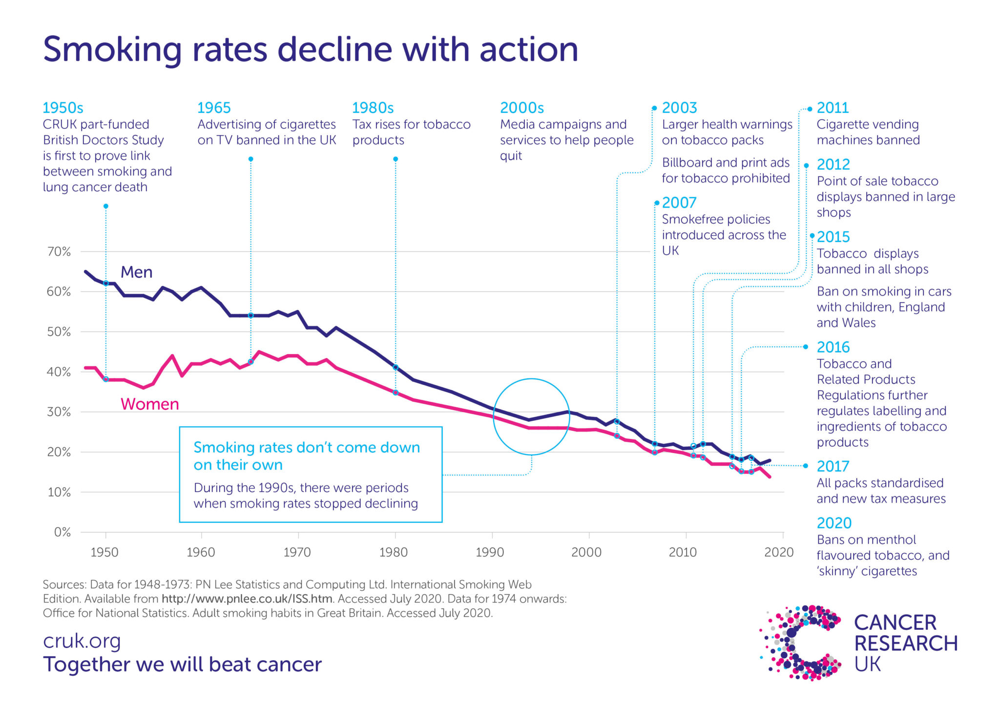 Smoking rates decline with action
1950s
CRUK part-funded
British Doctors Study
is first to prove link
between smoking and
lung cancer death
1965
Advertising of cigarettes
on TV banned in the UK
1980s
Tax rises for tobacco
products
2000s
Media campaigns and
services to help people
quit
2003
Larger health warnings
on tobacco packs
Billboard and print ads
for tobacco prohibited
2007
Smokefree policies
introduced across the
UK
2011
Cigarette vending
machines banned
2012
Point of sale tobacco
displays banned in large
shops
2015
Tobacco displays
banned in all shops
Ban on smoking in cars
with children, England
and Wales
2016
Tobacco and
Related Products
Regulations further
regulates labelling and
ingredients of tobacco
products
2017
All packs standardised
and new tax measures
2020
Bans on menthol
flavoured tobacco, and
‘skinny’ cigarettes
70%
60%
50%
40%
30%
20%
10%
0%
Men
Women
Smoking rates don’t come down
on their own
During the 1990s, there were periods
when smoking rates stopped declining
1950
1960
1970
1980
1990
2000
2010
2020
Sources: Data for 1948-1973: PN Lee Statistics and Computing Ltd. International Smoking Web
Edition. Available from http://www.pnlee.co.uk/ISS.htm. Accessed July 2020. Data for 1974 onwards:
Office for National Statistics. Adult smoking habits in Great Britain. Accessed July 2020.
cruk.org
Together we will beat cancer
CANCER
RESEARCH
UK